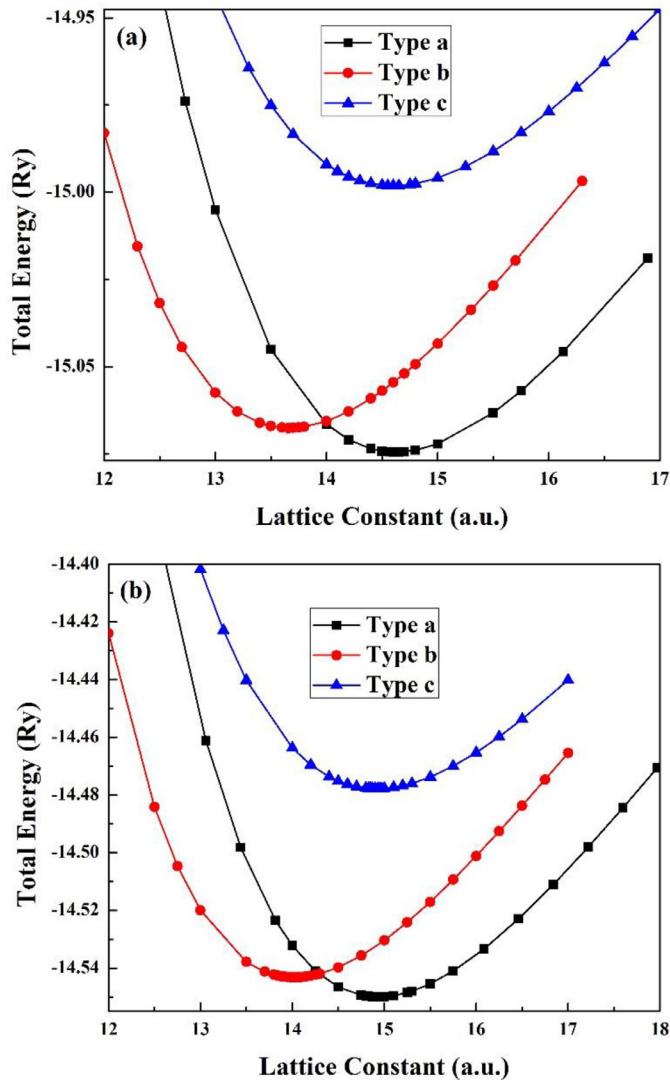 (a)
Type a
Type b
Type c
-14.95
-15.00
-15.05
Total Energy (Ry)
12 13 14 15 16 17
Lattice Constant (a.u.)
(b)
Type a
Type b
Type c
-14.40
-14.42
-14.44
-14.46
-14.48
-14.50
-14.52
-14.54
Total Energy (Ry)
12 13 14 15 16 17 18
Lattice Constant (a.u.)